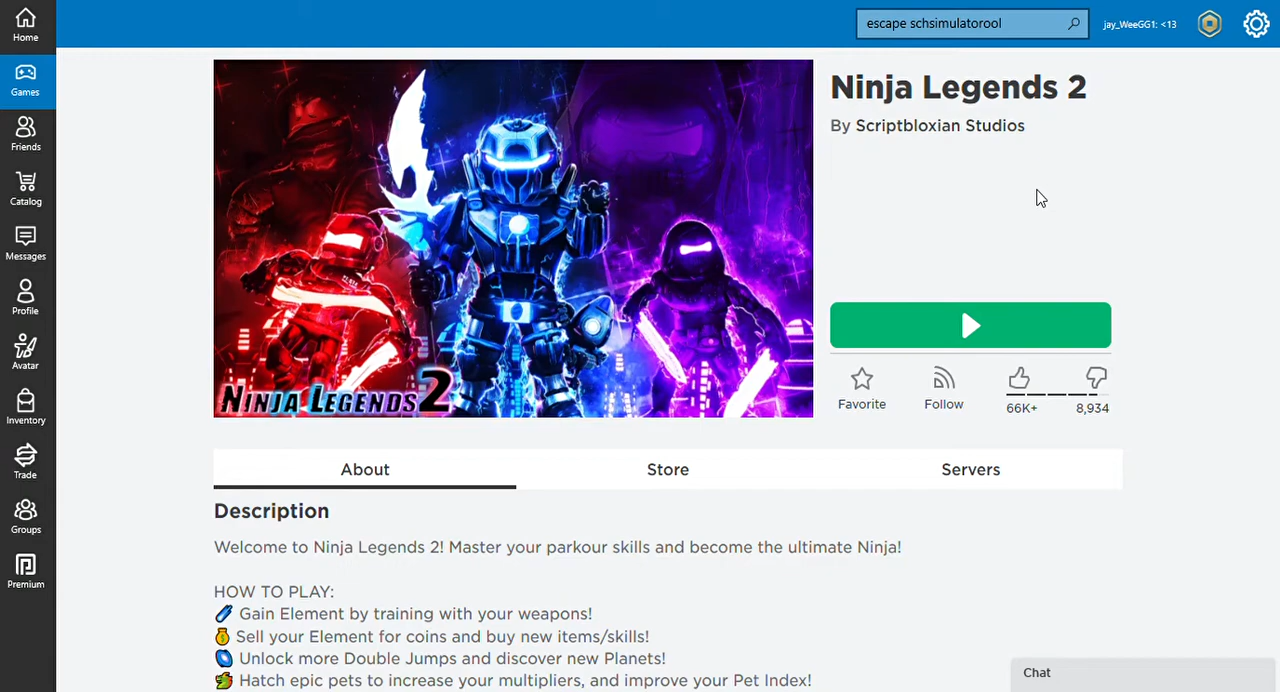 escape schsimulatorool
jay_WeeGG1: <13
Home
Games
Friends
Catalog
Messages
Profile
Avatar
Inventory
Trade
Groups
Premium
NINJA LEGENDS 2
Ninja Legends 2
By Scriptbloxian Studios
Favorite
Follow
66K+
8,934
About
Store
Servers
Description
Welcome to Ninja Legends 2! Master your parkour skills and become the ultimate Ninja!
HOW TO PLAY:
Gain Element by training with your weapons!
Sell your Element for coins and buy new items/skills!
Unlock more Double Jumps and discover new Planets!
Hatch epic pets to increase your multipliers, and improve your Pet Index!
Chat